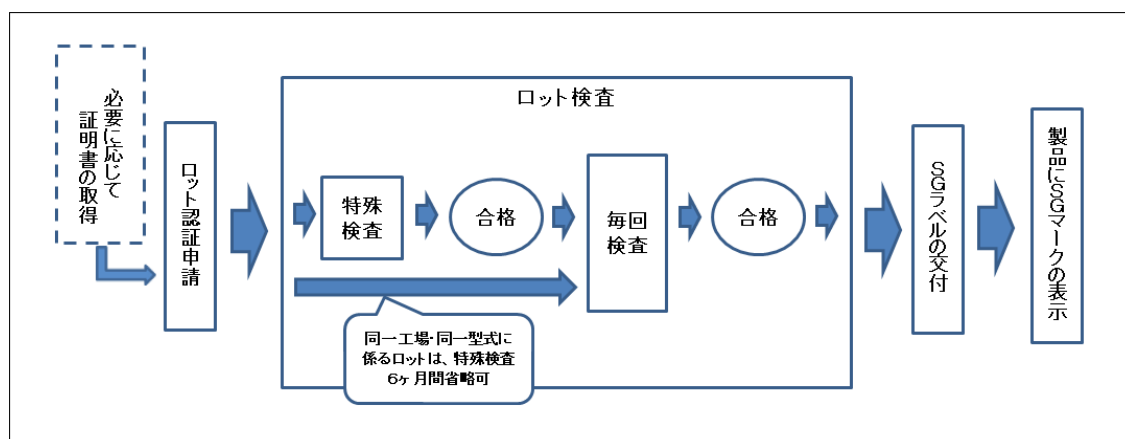 必要に応じて
証明書の取得
ロット認証申請
ロット検査
特殊
検査
合格
毎回
検査
合格
同一工場・同一型式に
係るロットは、特殊検査
6ヶ月間省略可
SGラベルの交付
製品にSGマークの表示